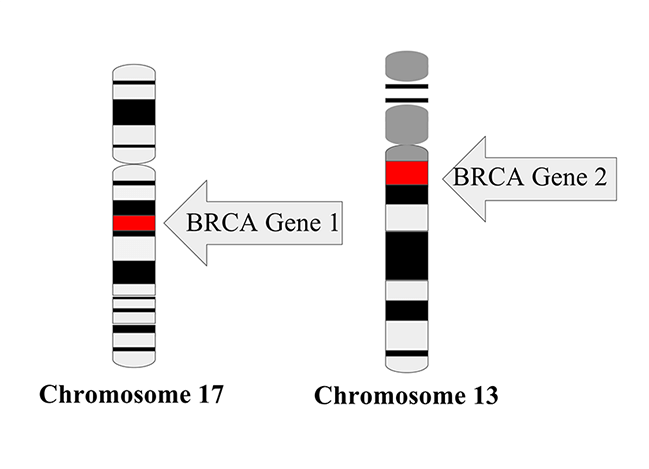 BRCA Gene 1
BRCA Gene 2
Chromosome 17
Chromosome 13